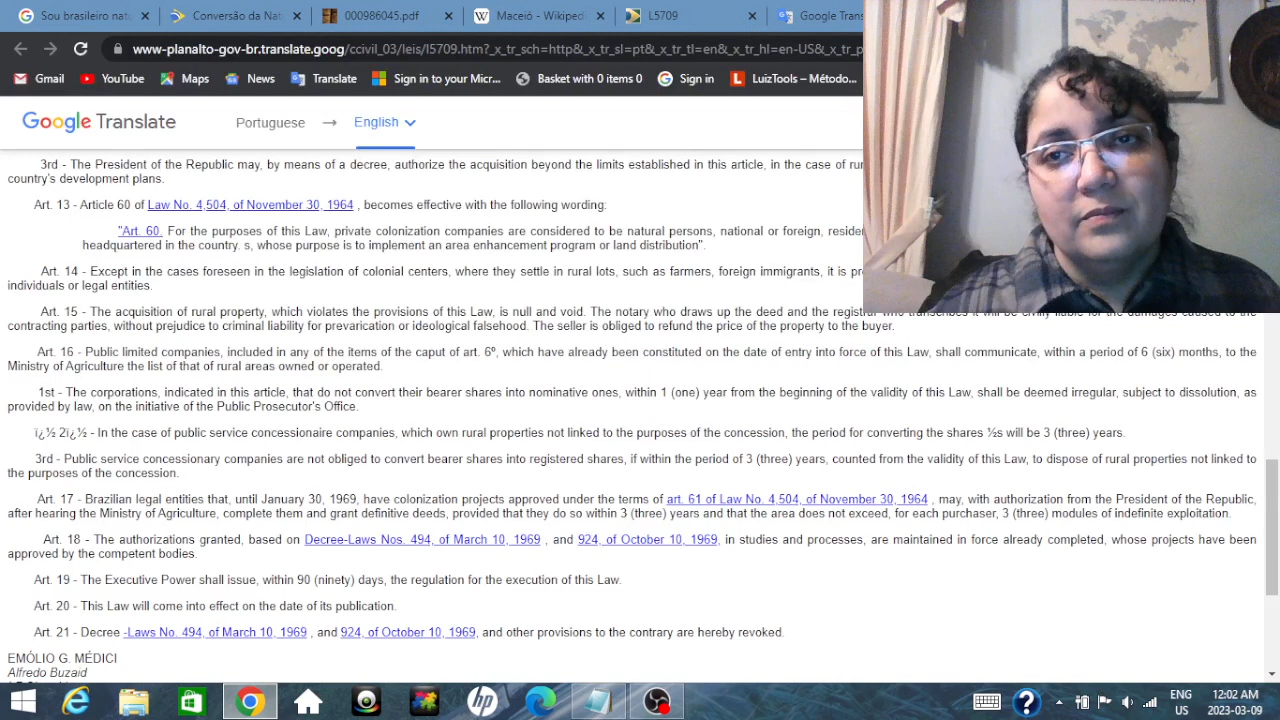 Sou brasileiro nat
Conversão da Nat
000986045.pdf
Maceió - Wikiped
L5709
Google Trans
www-planalto-gov-br.translate.goog/ccivil_03/leis/l5709.htm?_x_tr_sch=http&_x_tr_sl=pt&_x_tr_tl=en&_x_tr_hl=en-US&_x_tr_p
Gmail YouTube Maps News Translate Sign in to your Micr... Basket with 0 items 0 Sign in LuizTools – Método...
Google Translate Portuguese → English
3rd - The President of the Republic may, by means of a decree, authorize the acquisition beyond the limits established in this article, in the case of rur
country's development plans.
Art. 13 - Article 60 of Law No. 4,504, of November 30, 1964 , becomes effective with the following wording:
"Art. 60. For the purposes of this Law, private colonization companies are considered to be natural persons, national or foreign, resider
headquartered in the country. s, whose purpose is to implement an area enhancement program or land distribution".
Art. 14 - Except in the cases foreseen in the legislation of colonial centers, where they settle in rural lots, such as farmers, foreign immigrants, it is pro
individuals or legal entities.
Art. 15 - The acquisition of rural property, which violates the provisions of this Law, is null and void. The notary who draws up the deed and the registrar who transcribes it will be civilly liable for the damages caused to the
contracting parties, without prejudice to criminal liability for prevarication or ideological falsehood. The seller is obliged to refund the price of the property to the buyer.
Art. 16 - Public limited companies, included in any of the items of the caput of art. 6º, which have already been constituted on the date of entry into force of this Law, shall communicate, within a period of 6 (six) months, to the
Ministry of Agriculture the list of that of rural areas owned or operated.
1st - The corporations, indicated in this article, that do not convert their bearer shares into nominative ones, within 1 (one) year from the beginning of the validity of this Law, shall be deemed irregular, subject to dissolution, as
provided by law, on the initiative of the Public Prosecutor's Office.
ï¿½ 2ï¿½ - In the case of public service concessionaire companies, which own rural properties not linked to the purposes of the concession, the period for converting the shares ½s will be 3 (three) years.
3rd - Public service concessionary companies are not obliged to convert bearer shares into registered shares, if within the period of 3 (three) years, counted from the validity of this Law, to dispose of rural properties not linked to
the purposes of the concession.
Art. 17 - Brazilian legal entities that, until January 30, 1969, have colonization projects approved under the terms of art. 61 of Law No. 4,504, of November 30, 1964 , may, with authorization from the President of the Republic,
after hearing the Ministry of Agriculture, complete them and grant definitive deeds, provided that they do so within 3 (three) years and that the area does not exceed, for each purchaser, 3 (three) modules of indefinite exploitation.
Art. 18 - The authorizations granted, based on Decree-Laws Nos. 494, of March 10, 1969 , and 924, of October 10, 1969, in studies and processes, are maintained in force already completed, whose projects have been
approved by the competent bodies.
Art. 19 - The Executive Power shall issue, within 90 (ninety) days, the regulation for the execution of this Law.
Art. 20 - This Law will come into effect on the date of its publication.
Art. 21 - Decree -Laws No. 494, of March 10, 1969 , and 924, of October 10, 1969, and other provisions to the contrary are hereby revoked.
EMÓLIO G. MÉDICI
Alfredo Buzaid
ENG
US
12:02 AM
2023-03-09